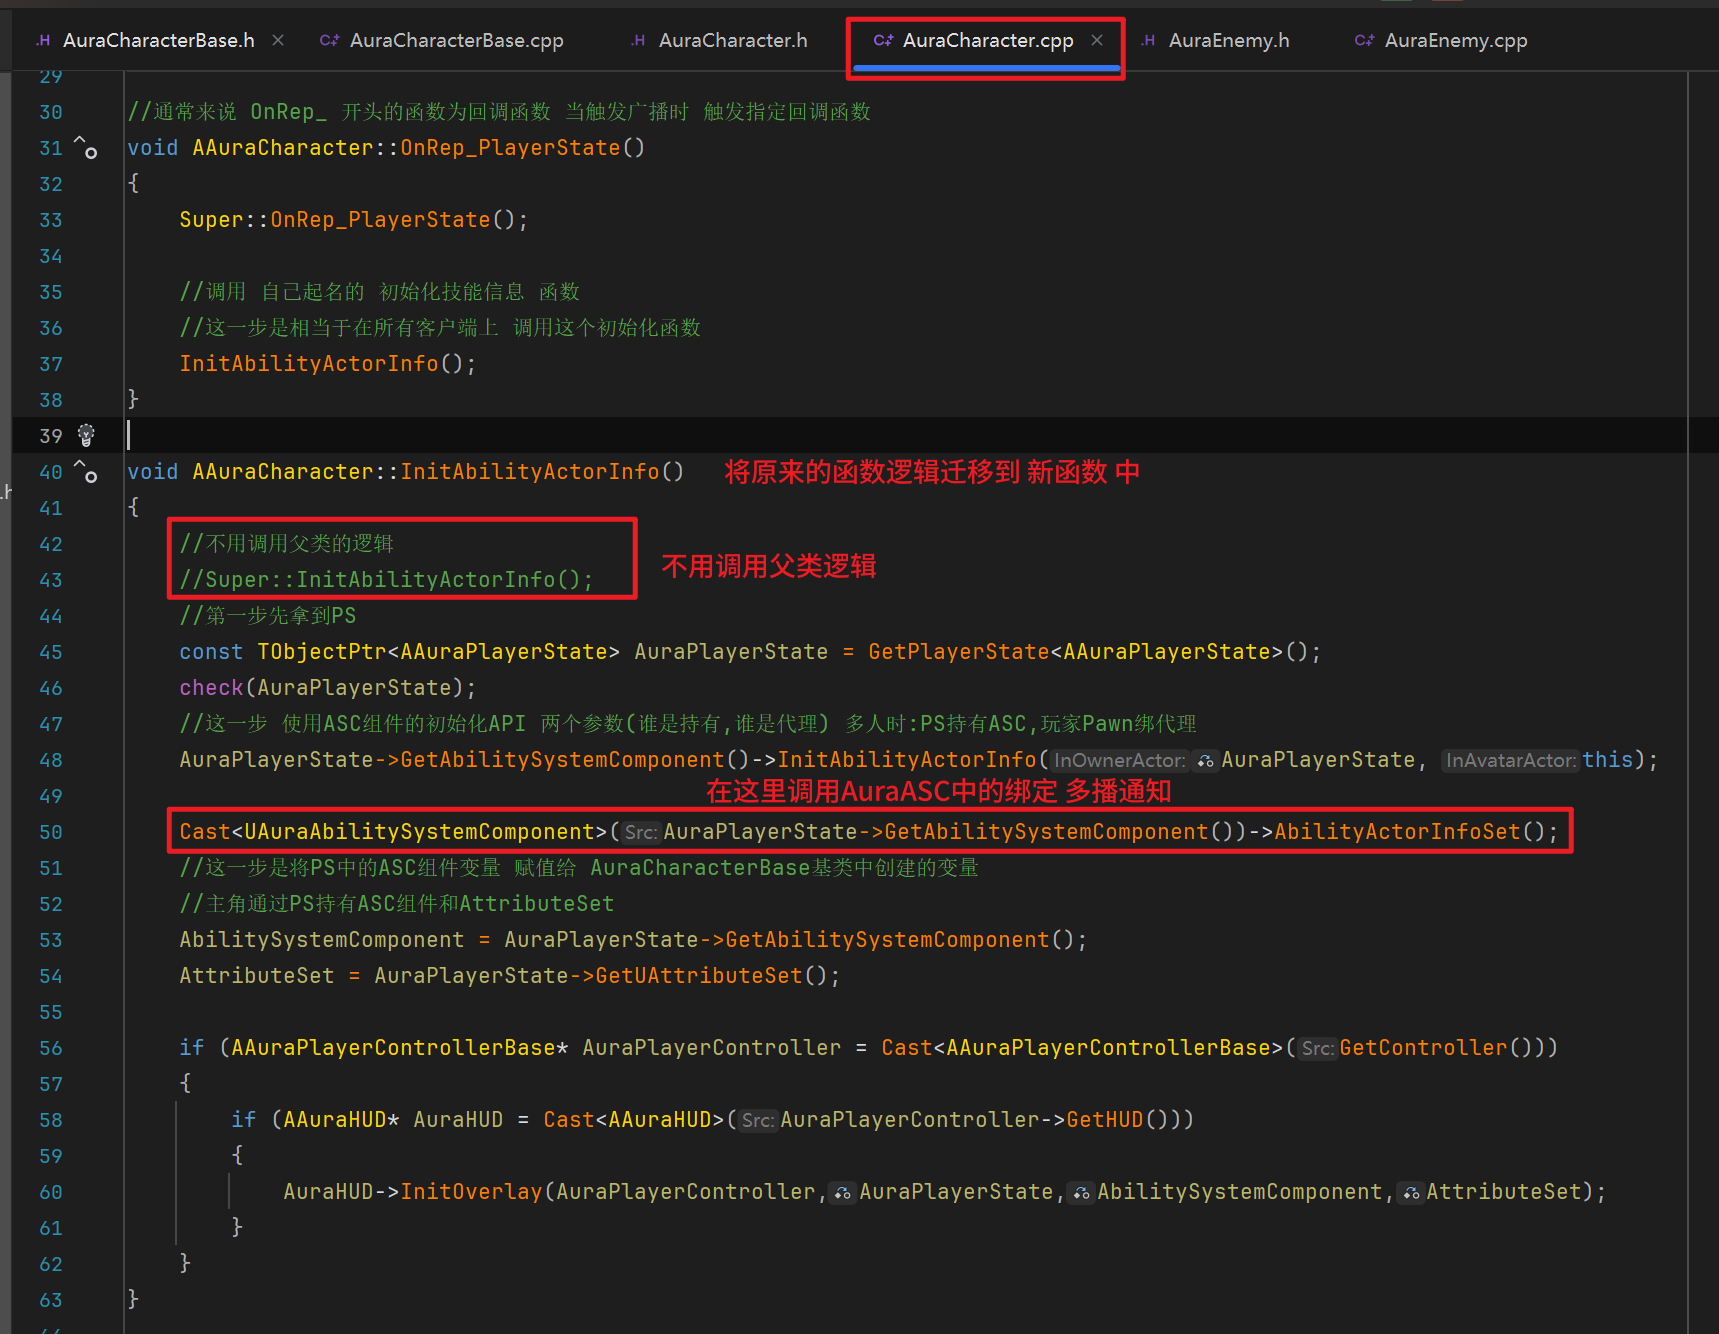 AuraCharacterBase.h
AuraCharacterBase.cpp
AuraCharacter.h
AuraCharacter.cpp
AuraEnemy.h
AuraEnemy.cpp
29
30 //通常来说 OnRep_ 开头的函数为回调函数 当触发广播时 触发指定回调函数
31 void AAuraCharacter::OnRep_PlayerState()
32 {
33 Super::OnRep_PlayerState();
34
35 //调用 自己起名的 初始化技能信息 函数
36 //这一步是相当于在所有客户端上 调用这个初始化函数
37 InitAbilityActorInfo();
38 }
39
40 void AAuraCharacter::InitAbilityActorInfo() 将原来的函数逻辑迁移到 新函数 中
41 {
42 //不用调用父类的逻辑
不用调用父类逻辑
43 //Super::InitAbilityActorInfo();
44 //第一步先拿到PS
45 const TObjectPtr<AAuraPlayerState> AuraPlayerState = GetPlayerState<AAuraPlayerState>();
46 check(AuraPlayerState);
47 //这一步 使用ASC组件的初始化API 两个参数(谁是持有,谁是代理) 多人时:PS持有ASC,玩家Pawn绑代理
48 AuraPlayerState->GetAbilitySystemComponent()->InitAbilityActorInfo(InOwnerActor: AuraPlayerState, InAvatarActor: this);
49 在这里调用AuraASC中的绑定 多播通知
50 Cast<UAuraAbilitySystemComponent>(Src: AuraPlayerState->GetAbilitySystemComponent())->AbilityActorInfoSet();
51 //这一步是将PS中的ASC组件变量 赋值给 AuraCharacterBase基类中创建的变量
52 //主角通过PS持有ASC组件和AttributeSet
53 AbilitySystemComponent = AuraPlayerState->GetAbilitySystemComponent();
54 AttributeSet = AuraPlayerState->GetUAttributeSet();
55
56 if (AAuraPlayerControllerBase* AuraPlayerController = Cast<AAuraPlayerControllerBase>(Src: GetController()))
57 {
58 if (AAuraHUD* AuraHUD = Cast<AAuraHUD>(Src: AuraPlayerController->GetHUD()))
59 {
60 AuraHUD->InitOverlay(AuraPlayerController, AuraPlayerState, AbilitySystemComponent, AttributeSet);
61 }
62 }
63 }